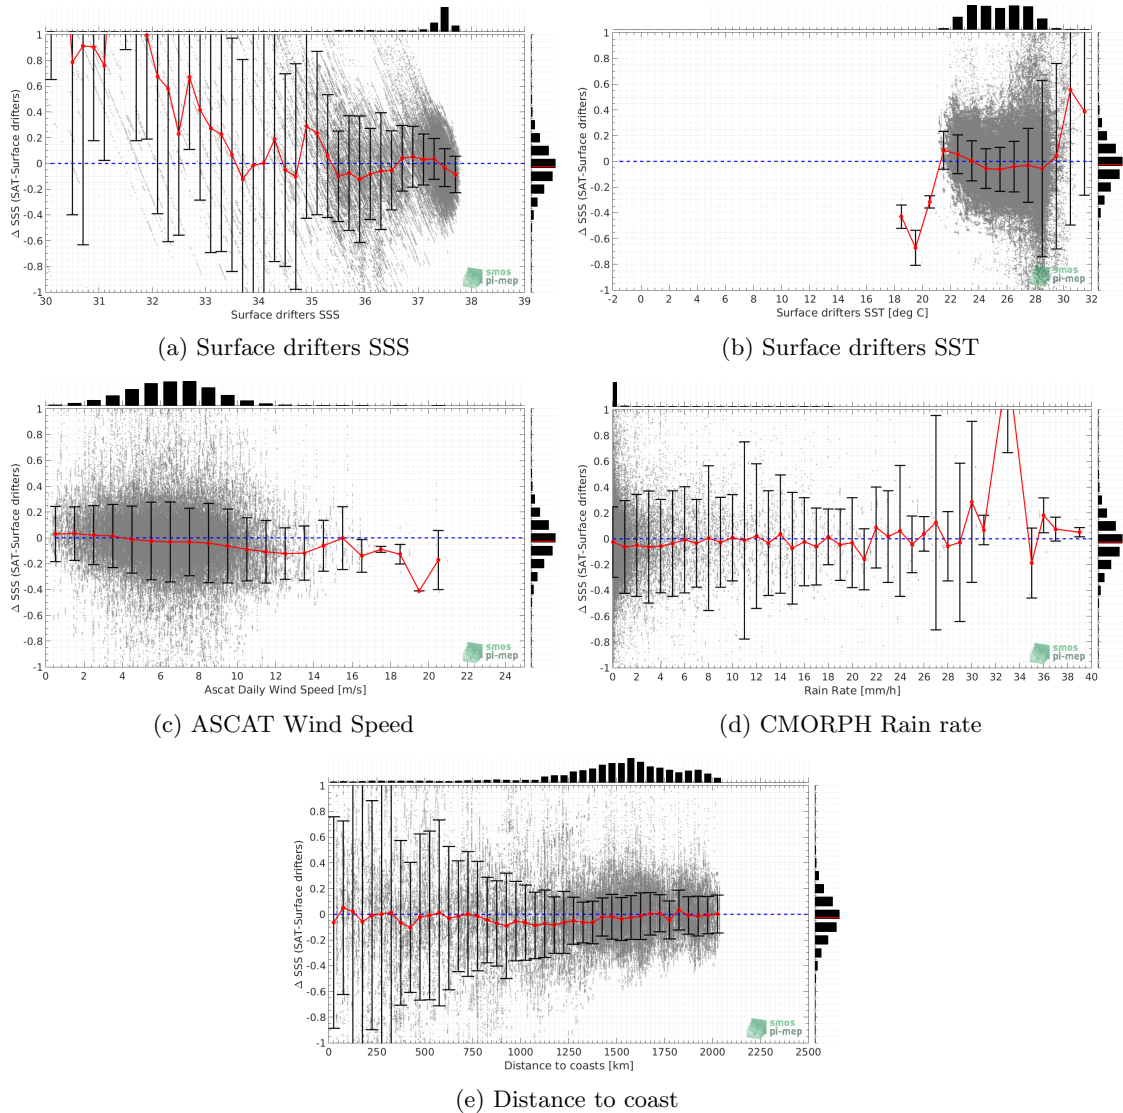 Δ SSS (SAT-Surface drifters)
1
0.8
0.6
0.4
0.2
0
-0.2
-0.4
-0.6
-0.8
-1
30 31 32 33 34 35 36 37 38 39
Surface drifters SSS
smos
pi-mep
(a) Surface drifters SSS
Δ SSS (SAT-Surface drifters)
1
0.8
0.6
0.4
0.2
0
-0.2
-0.4
-0.6
-0.8
-1
-2 0 2 4 6 8 10 12 14 16 18 20 22 24 26 28 30 32
Surface drifters SST [deg C]
smos
pi-mep
(b) Surface drifters SST
Δ SSS (SAT-Surface drifters)
1
0.8
0.6
0.4
0.2
0
-0.2
-0.4
-0.6
-0.8
-1
0 2 4 6 8 10 12 14 16 18 20 22 24
Ascat Daily Wind Speed [m/s]
smos
pi-mep
(c) ASCAT Wind Speed
Δ SSS (SAT-Surface drifters)
1
0.8
0.6
0.4
0.2
0
-0.2
-0.4
-0.6
-0.8
-1
0 2 4 6 8 10 12 14 16 18 20 22 24 26 28 30 32 34 36 38 40
Rain Rate [mm/h]
smos
pi-mep
(d) CMORPH Rain rate
Δ SSS (SAT-Surface drifters)
1
0.8
0.6
0.4
0.2
0
-0.2
-0.4
-0.6
-0.8
-1
0 250 500 750 1000 1250 1500 1750 2000 2250 2500
Distance to coasts [km]
smos
pi-mep
(e) Distance to coast